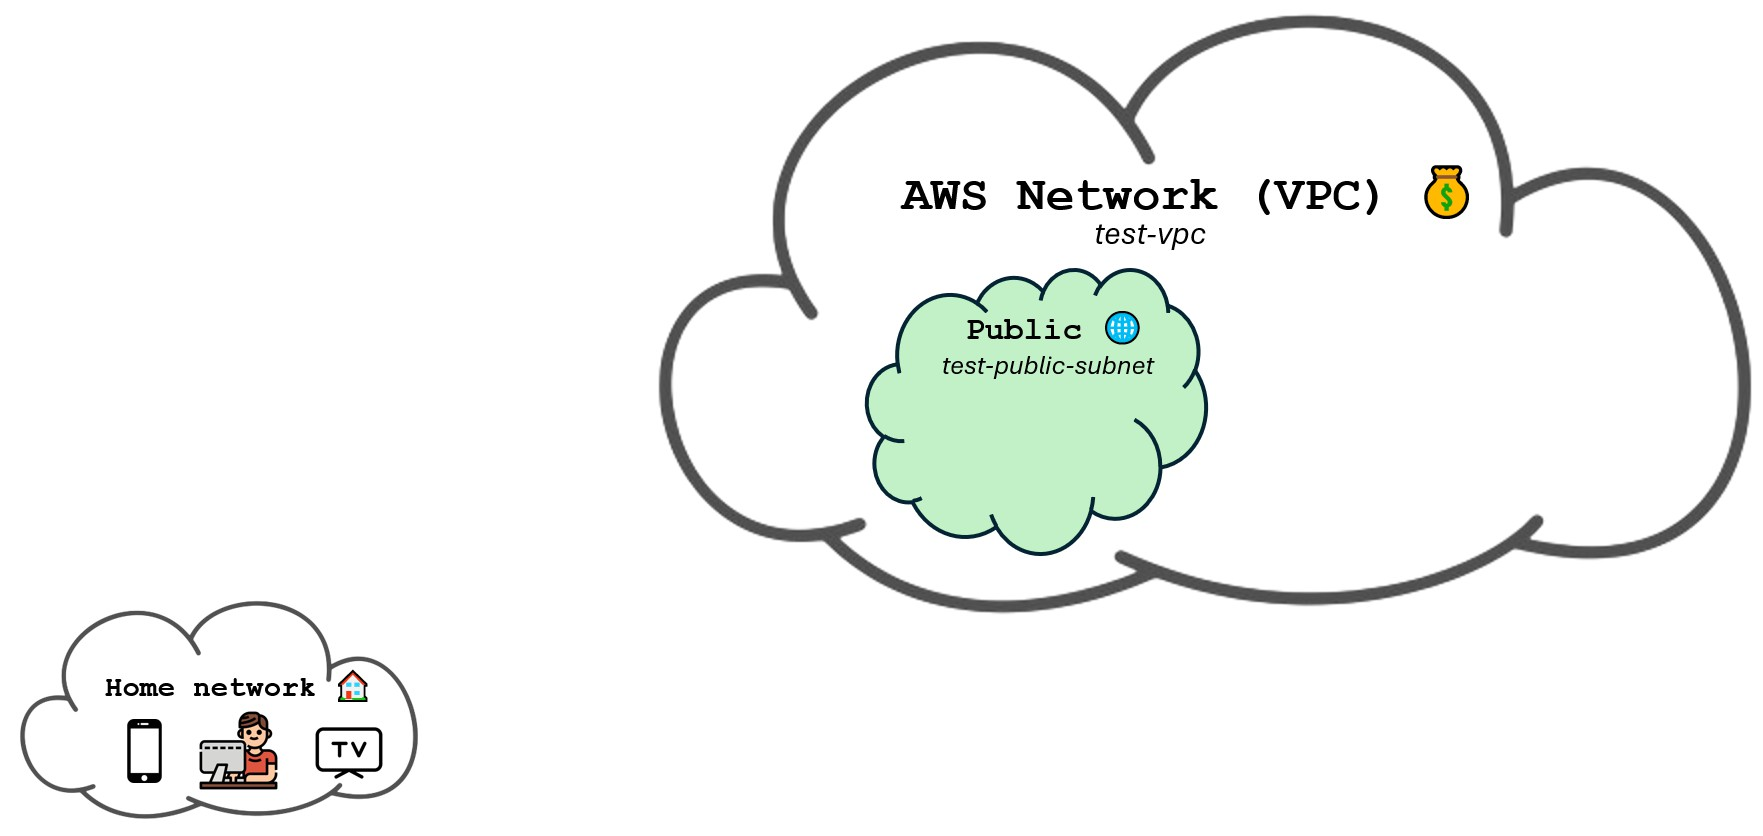 AWS Network (VPC)
test-vpc
Public
test-public-subnet
Home network
TV